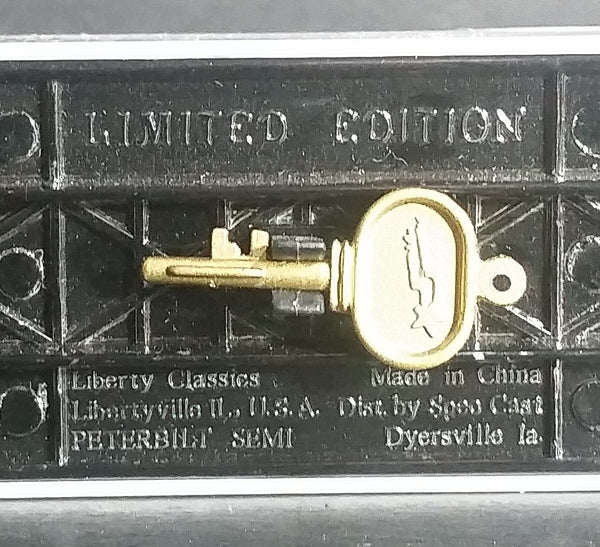 LIMITED EDITION
Liberty Classics Made in China
Libertyville IL., U.S.A. Dist. by Spec Cast
PETERBILT SEMI Dyersville Ia.